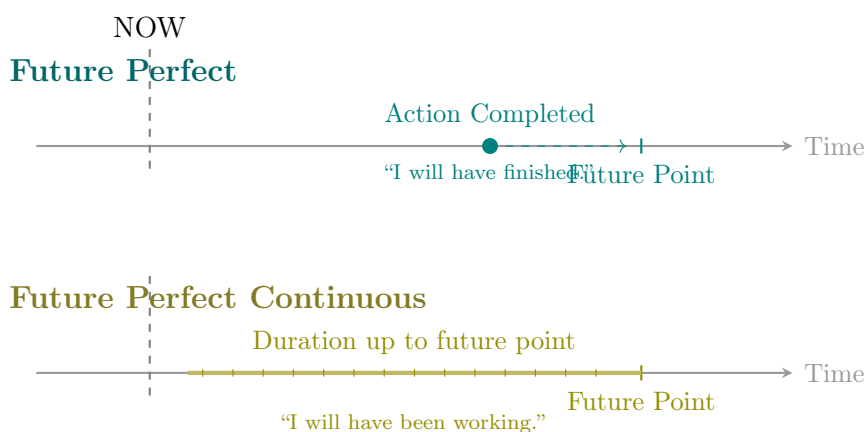 NOW
Future Perfect
Action Completed
Time
“I will have finished.”
Future Point
Future Perfect Continuous
Duration up to future point
Time
Future Point
“I will have been working.”